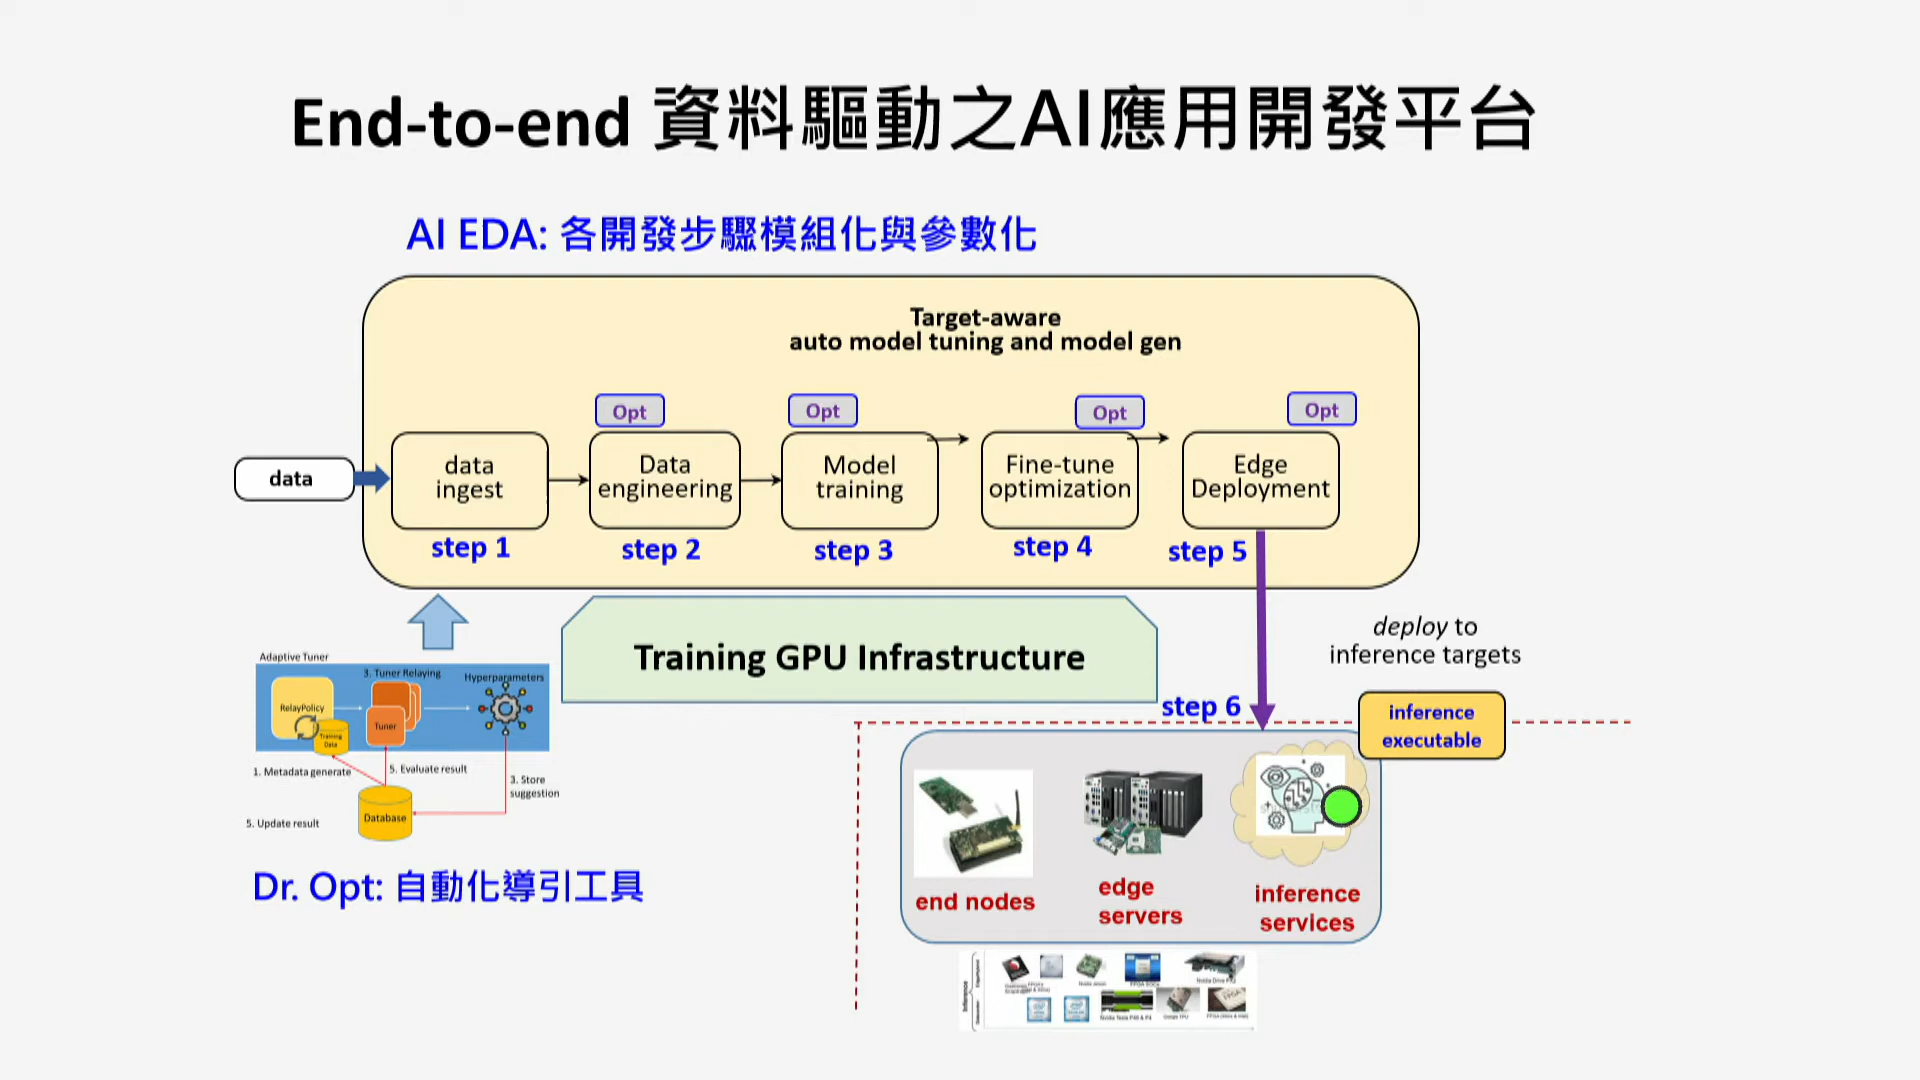 End-to-end 資料驅動之AI應用開發平台
AI EDA: 各開發步驟模組化與參數化
Target-aware
auto model tuning and model gen
Opt
Opt
Opt
Opt
data
data
ingest
Data
engineering
Model
training
Fine-tune
optimization
Edge
Deployment
step 1
step 2
step 3
step 4
step 5
Training GPU Infrastructure
deploy to
inference targets
step 6
inference
executable
Adaptive Tuner
3. Tuner Relaying
Hyperparameters
RelayPolicy
Training
Data
Tuner
1. Metadata generate
5. Evaluate result
3. Store
suggestion
Database
5. Update result
Dr. Opt: 自動化導引工具
end nodes
edge
servers
inference
services
Inference